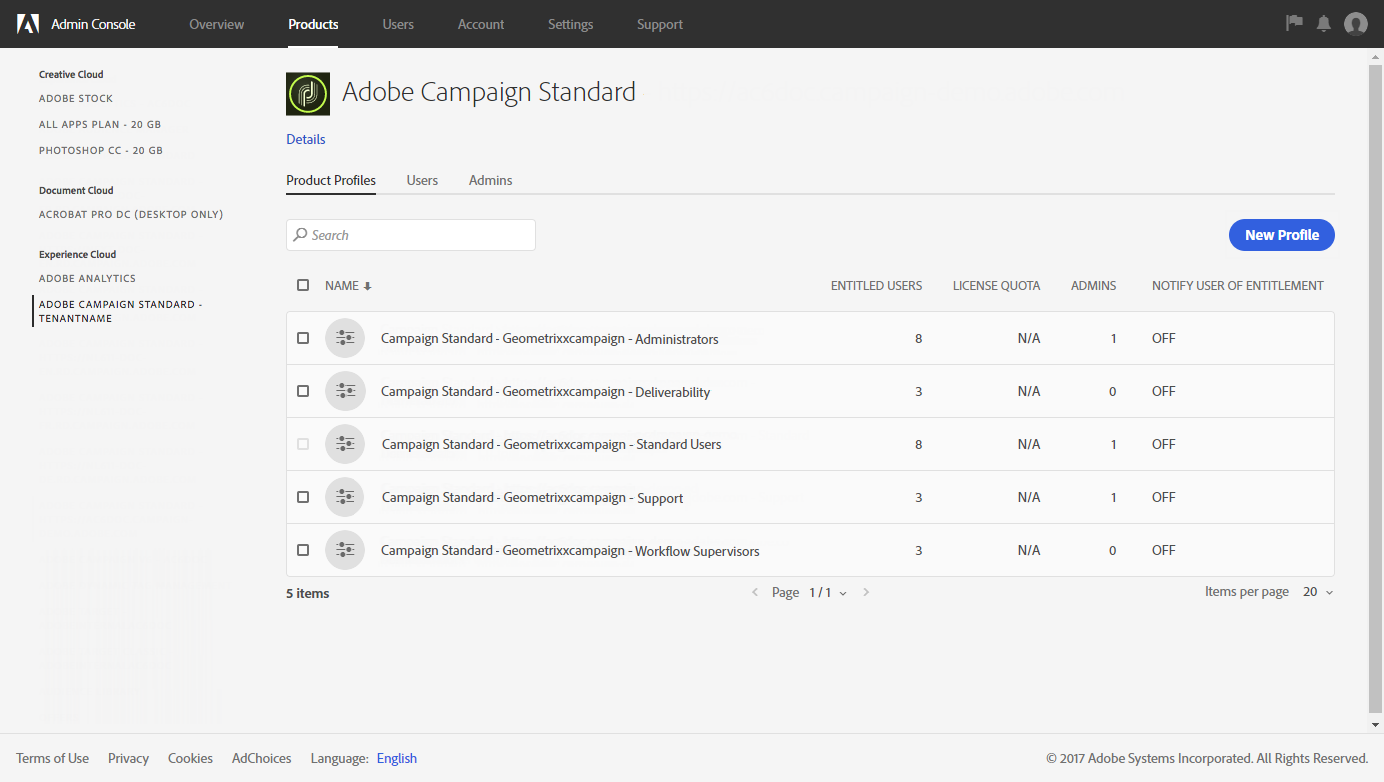 Admin Console Overview Products Users Account Settings Support
Creative Cloud
ADOBE STOCK
ALL APPS PLAN - 20 GB
PHOTOSHOP CC - 20 GB
Document Cloud
ACROBAT PRO DC (DESKTOP ONLY)
Experience Cloud
ADOBE ANALYTICS
ADOBE CAMPAIGN STANDARD -
TENANTNAME
Adobe Campaign Standard
Details
Product Profiles Users Admins
Search New Profile
NAME ENTITLED USERS LICENSE QUOTA ADMINS NOTIFY USER OF ENTITLEMENT
Campaign Standard - Geometrixxcampaign - Administrators 8 N/A 1 OFF
Campaign Standard - Geometrixxcampaign - Deliverability 3 N/A 0 OFF
Campaign Standard - Geometrixxcampaign - Standard Users 8 N/A 1 OFF
Campaign Standard - Geometrixxcampaign - Support 3 N/A 1 OFF
Campaign Standard - Geometrixxcampaign - Workflow Supervisors 3 N/A 0 OFF
5 items Page 1 / 1 Items per page 20
Terms of Use Privacy Cookies AdChoices Language: English © 2017 Adobe Systems Incorporated. All Rights Reserved.